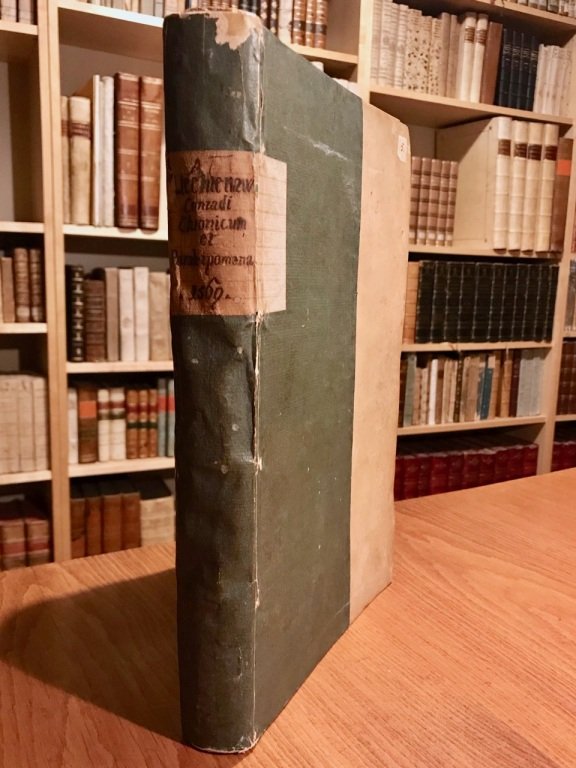 Conradi
Chronicum
et
Paralipomena
1569.